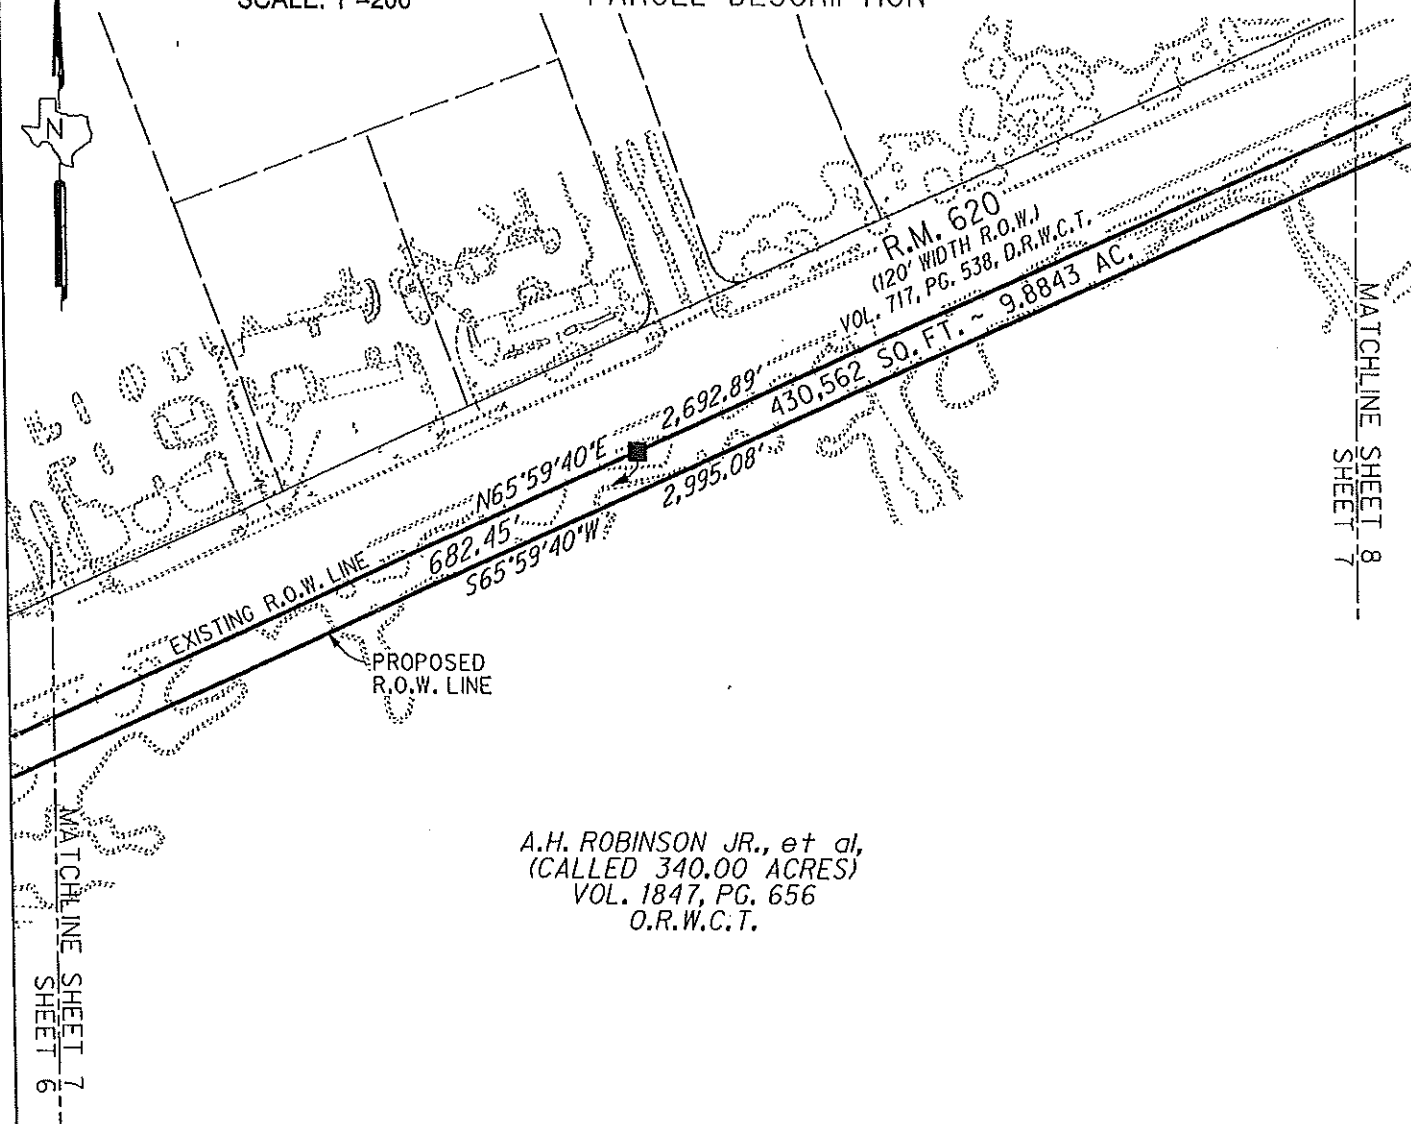 PARCEL DESCRIPTION
N
R.M. 620
(120' WIDTH R.O.W.)
VOL. 717, PG. 538, D.R.W.C.T.
430,562 SQ. FT. ~ 9.8843 AC.
2,692.89'
N65°59'40"E
2,995.08'
682.45'
S65°59'40"W
EXISTING R.O.W. LINE
PROPOSED
R.O.W. LINE
MATCHLINE SHEET 8
SHEET 7
A.H. ROBINSON JR., et al,
(CALLED 340.00 ACRES)
VOL. 1847, PG. 656
O.R.W.C.T.
MATCHLINE SHEET 7
SHEET 6